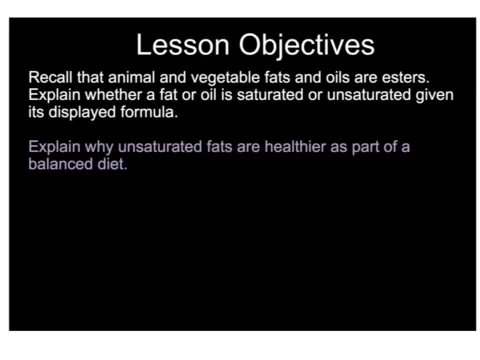 Lesson Objectives
Recall that animal and vegetable fats and oils are esters.
Explain whether a fat or oil is saturated or unsaturated given
its displayed formula.
Explain why unsaturated fats are healthier as part of a
balanced diet.